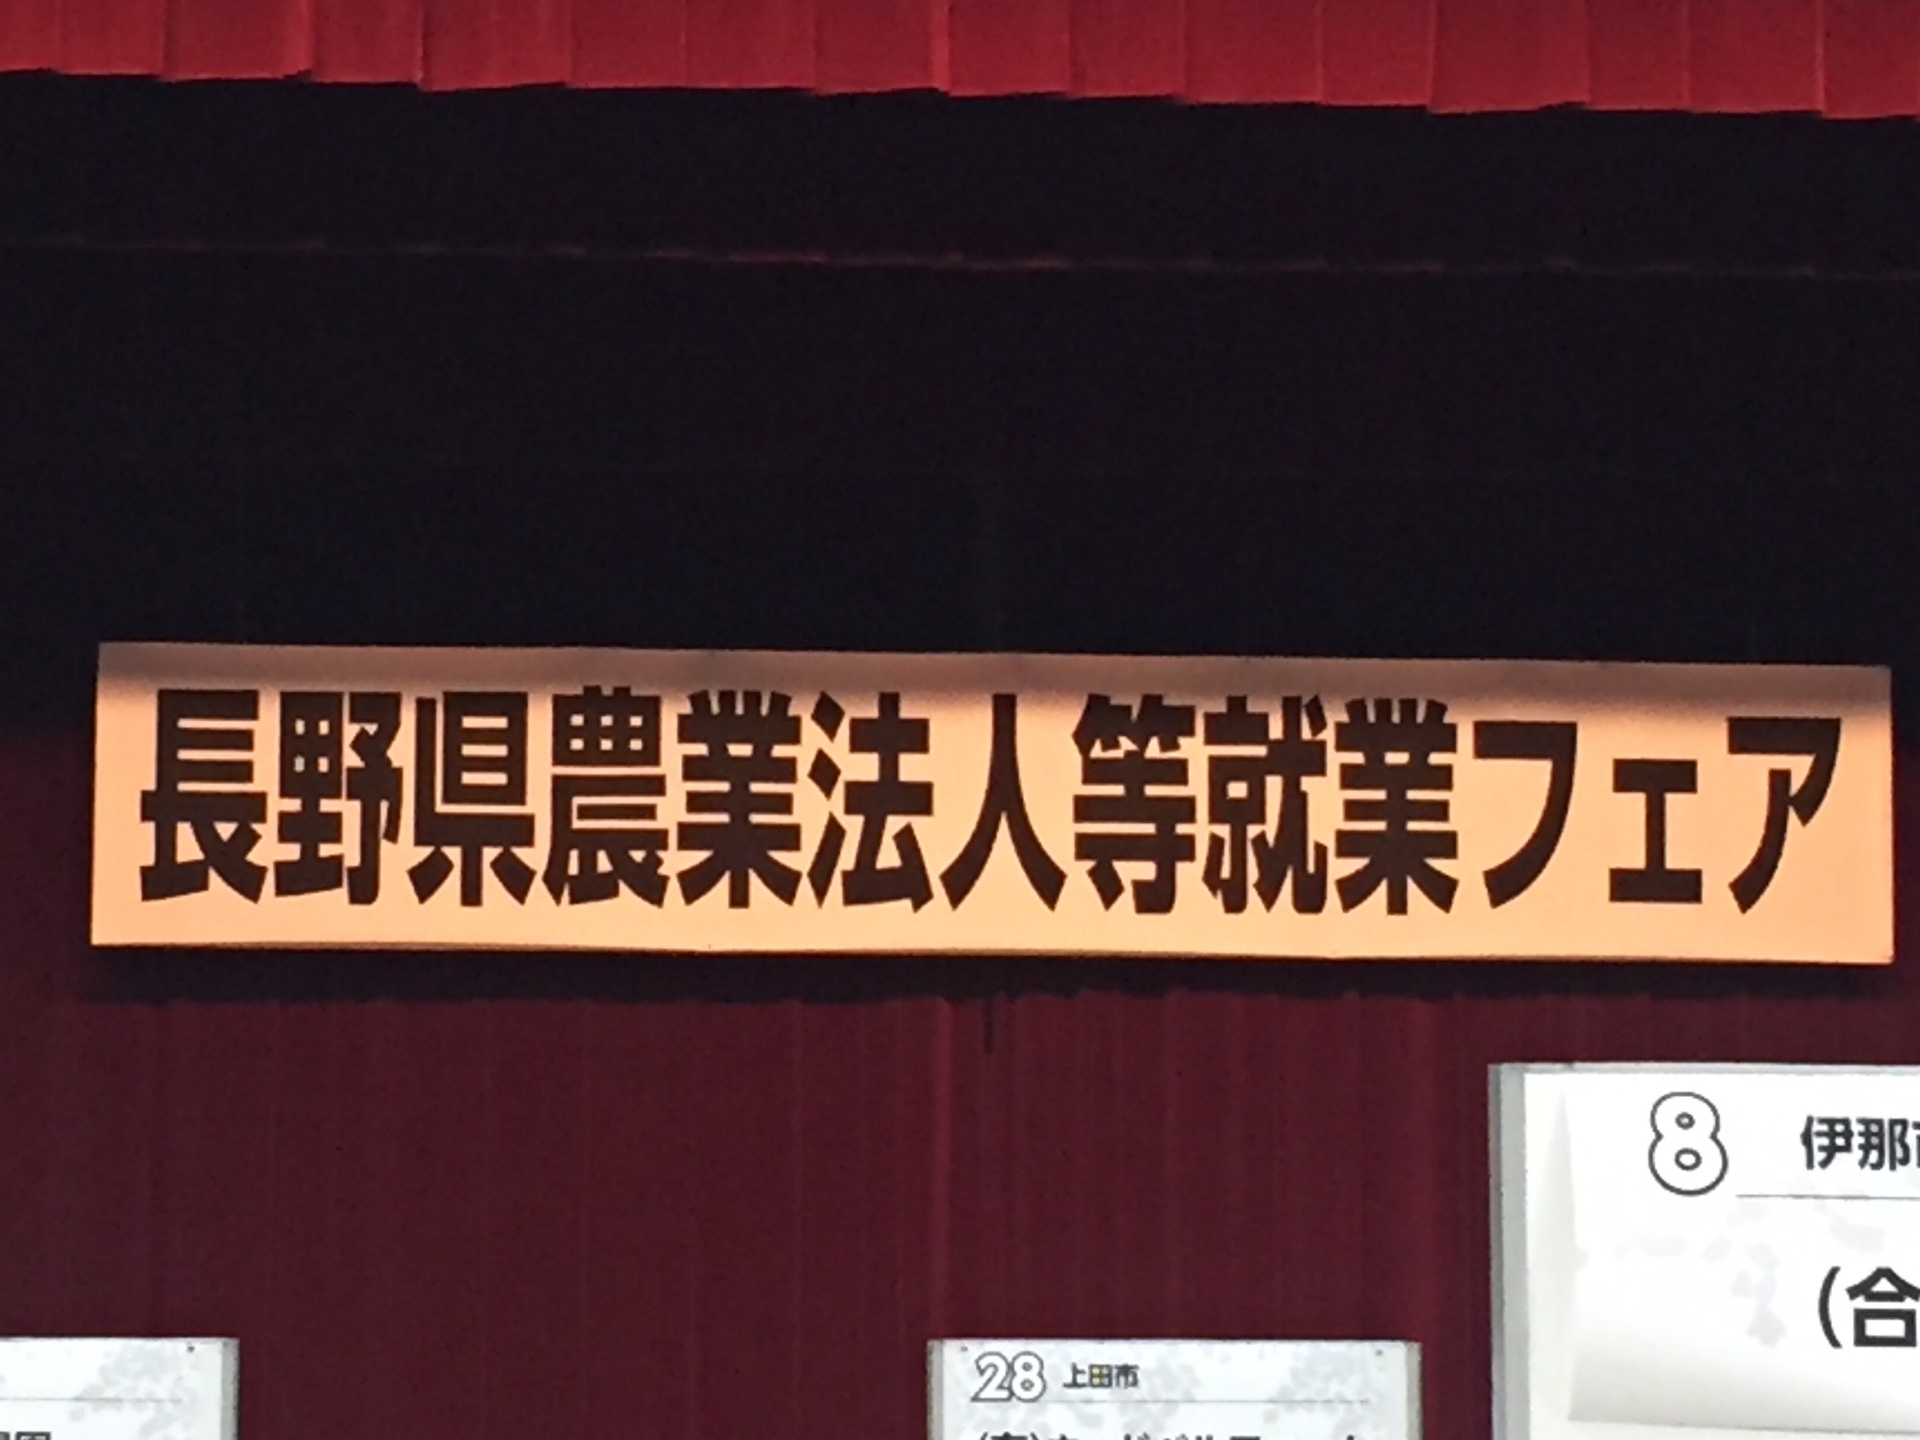 長野県農業法人等就業フェア
8 伊那
(合
28 上田市